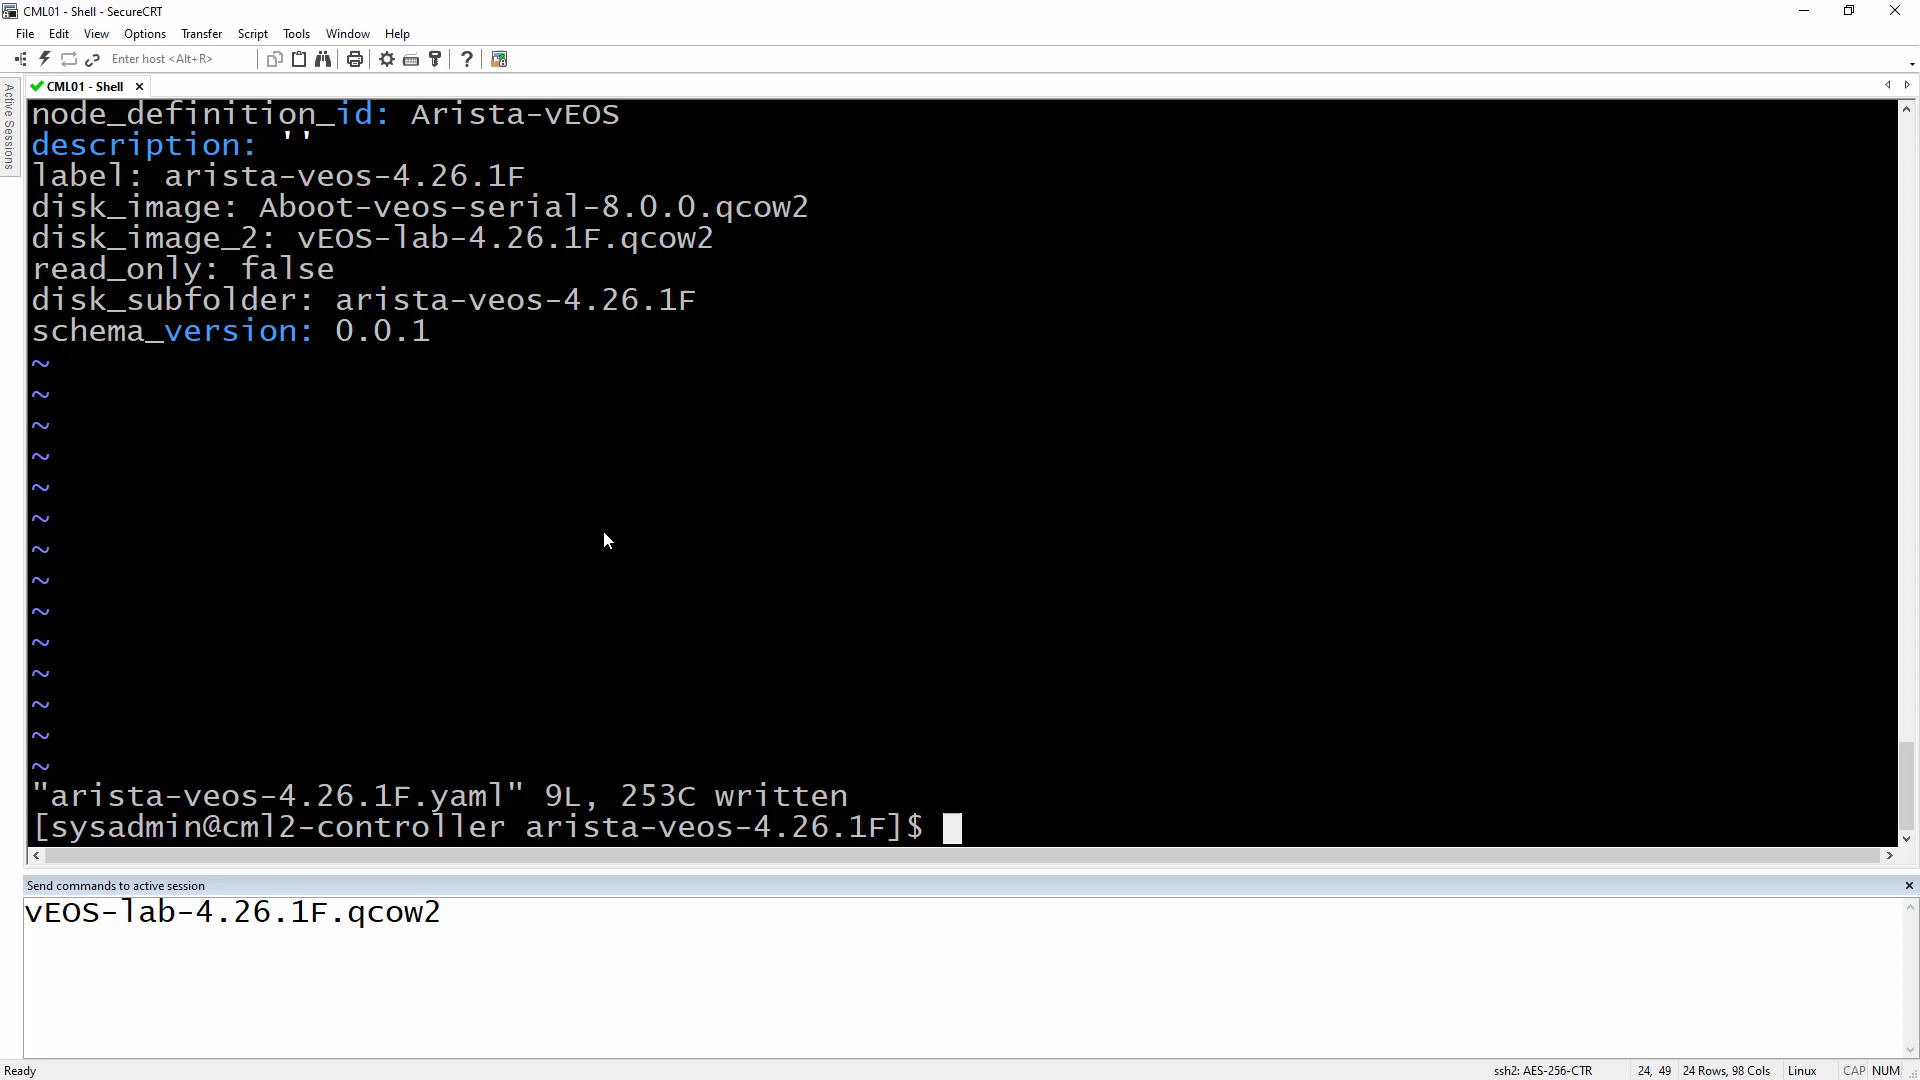 CML01 - Shell - SecureCRT
File Edit View Options Transfer Script Tools Window Help
Enter host <Alt+R>
Active Sessions
CML01 - Shell
node_definition_id: Arista-vEOS
description: ''
label: arista-veos-4.26.1F
disk_image: Aboot-veos-serial-8.0.0.qcow2
disk_image_2: vEOS-lab-4.26.1F.qcow2
read_only: false
disk_subfolder: arista-veos-4.26.1F
schema_version: 0.0.1
~
~
~
~
~
~
~
~
~
~
~
~
~
~
"arista-veos-4.26.1F.yaml" 9L, 253C written
[sysadmin@cml2-controller arista-veos-4.26.1F]$
Send commands to active session
vEOS-lab-4.26.1F.qcow2
Ready ssh2: AES-256-CTR 24, 49 24 Rows, 98 Cols Linux CAP NUM